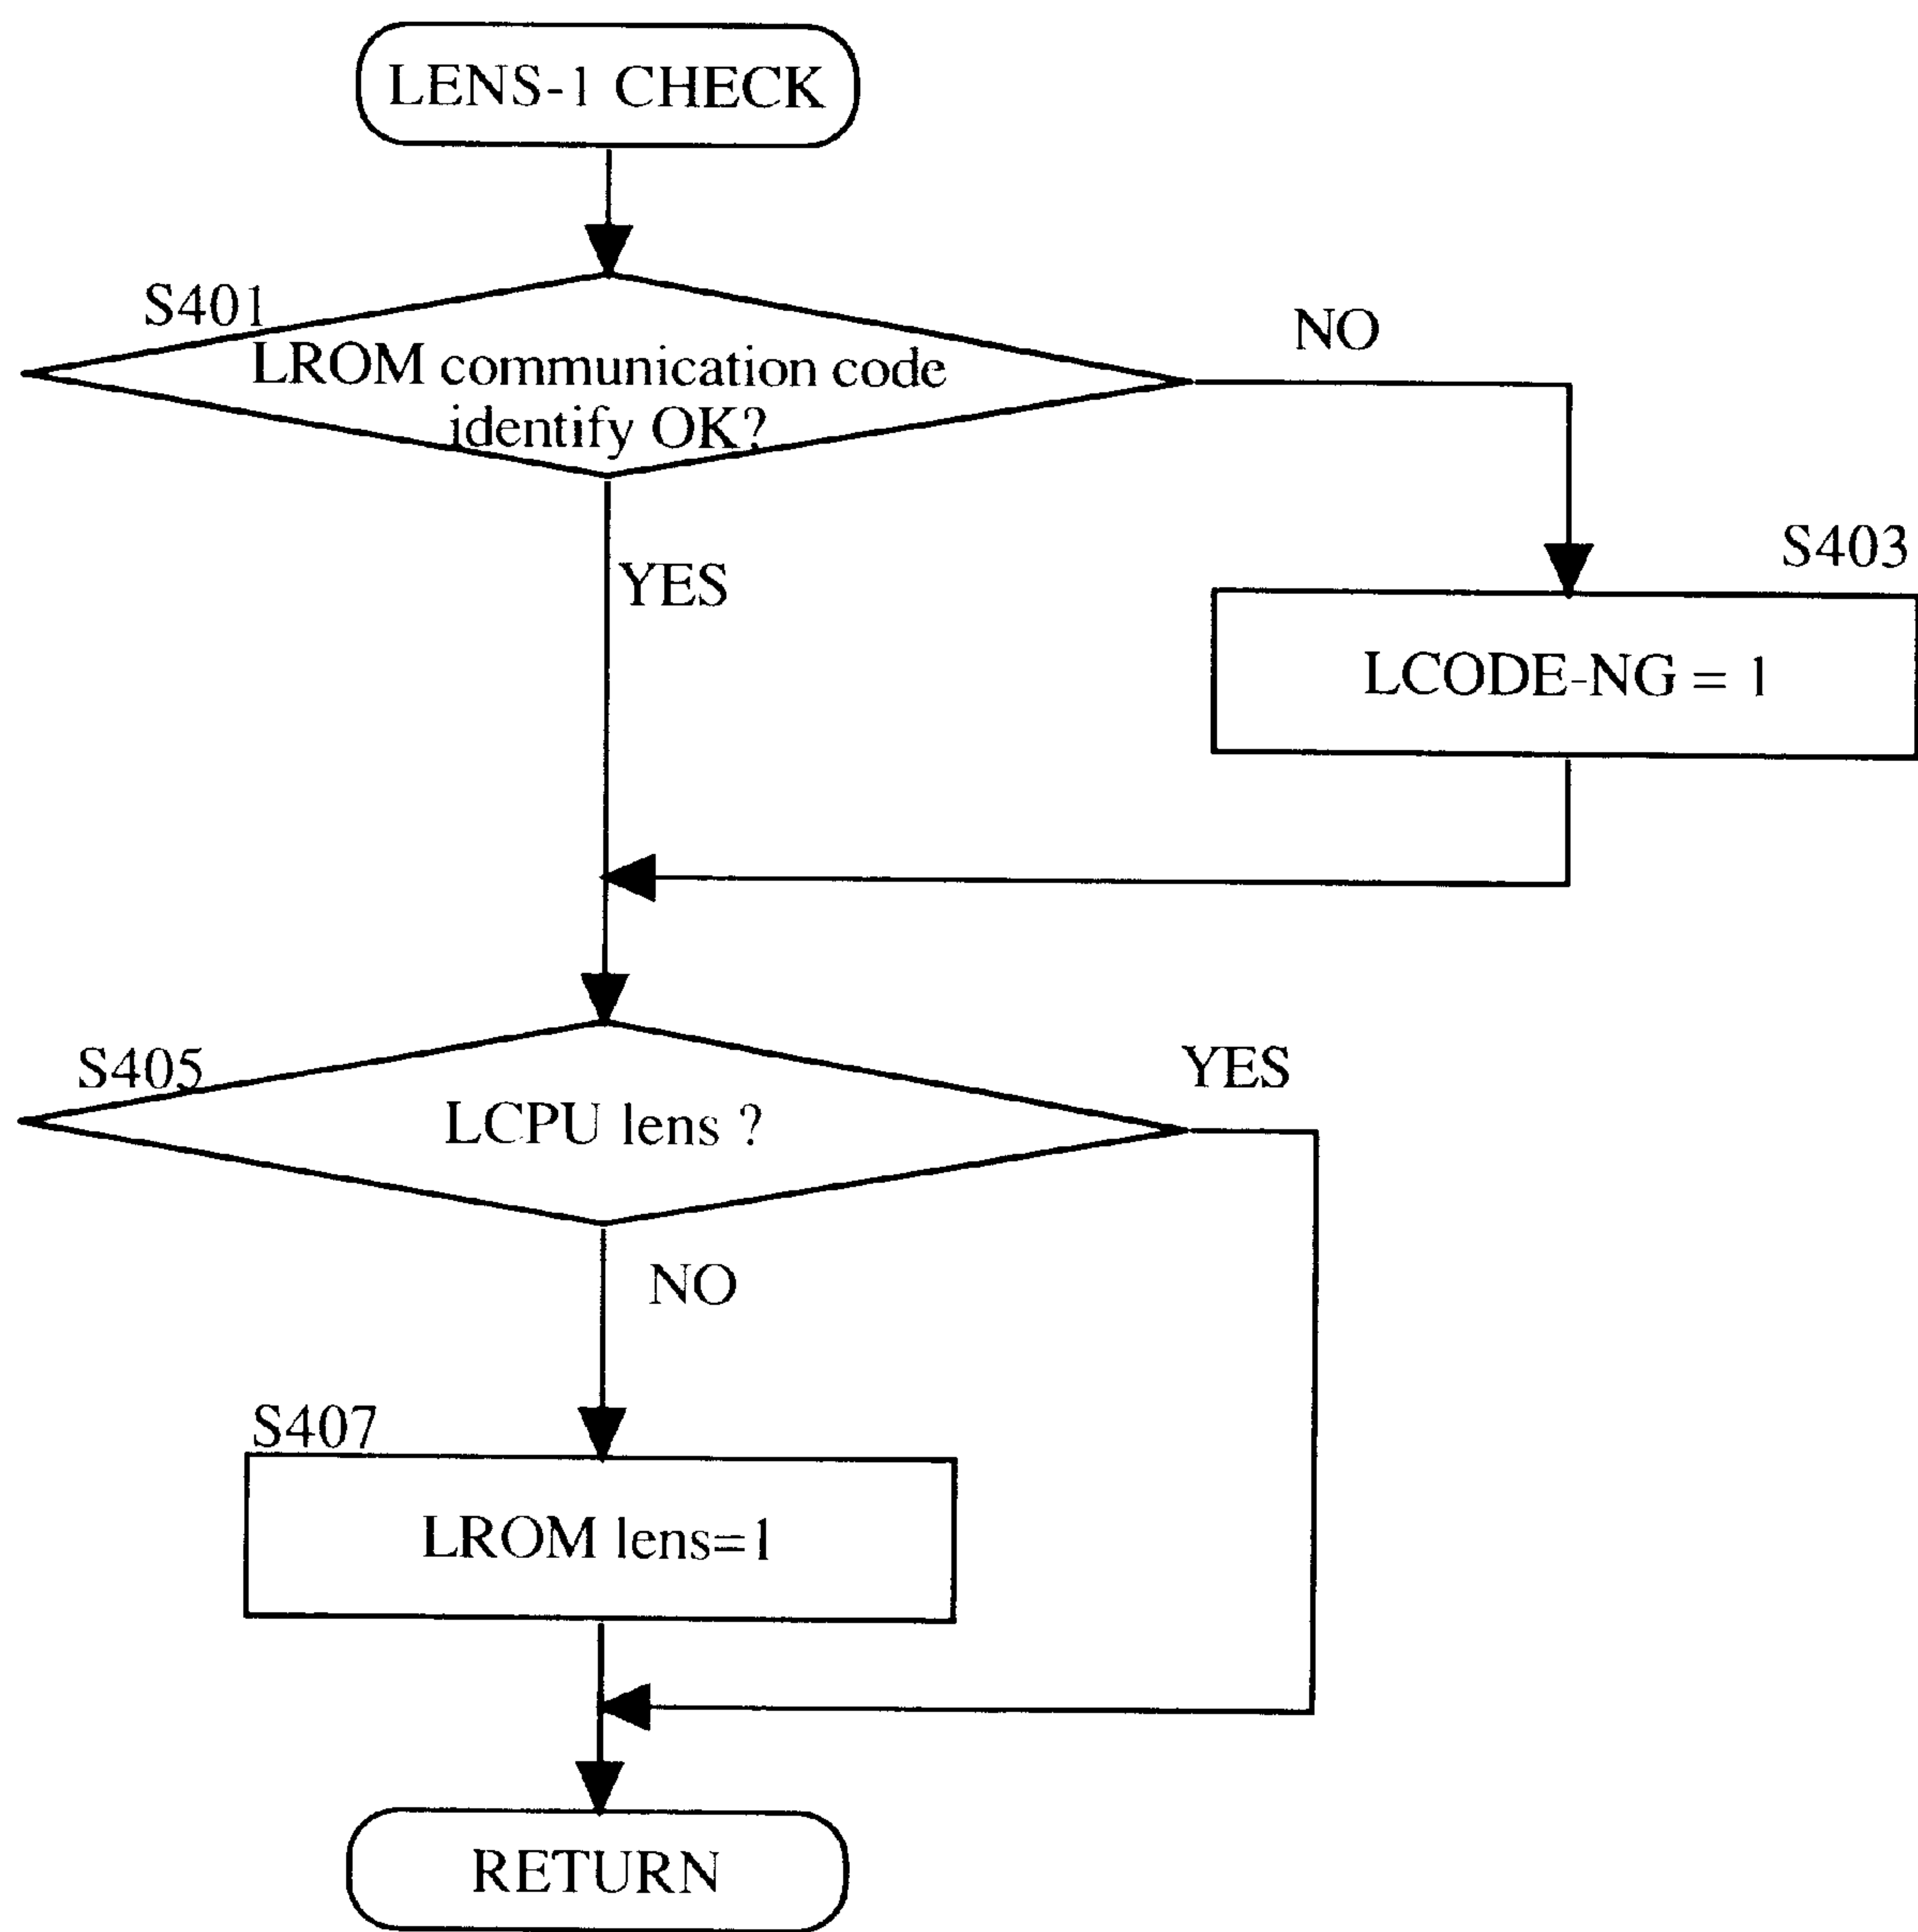 LENS-1 CHECK
S401
NO
LROM communication code
identify OK?
S403
YES
LCODE-NG = 1
S405
YES
LCPU lens ?
NO
S407
LROM lens=1
RETURN